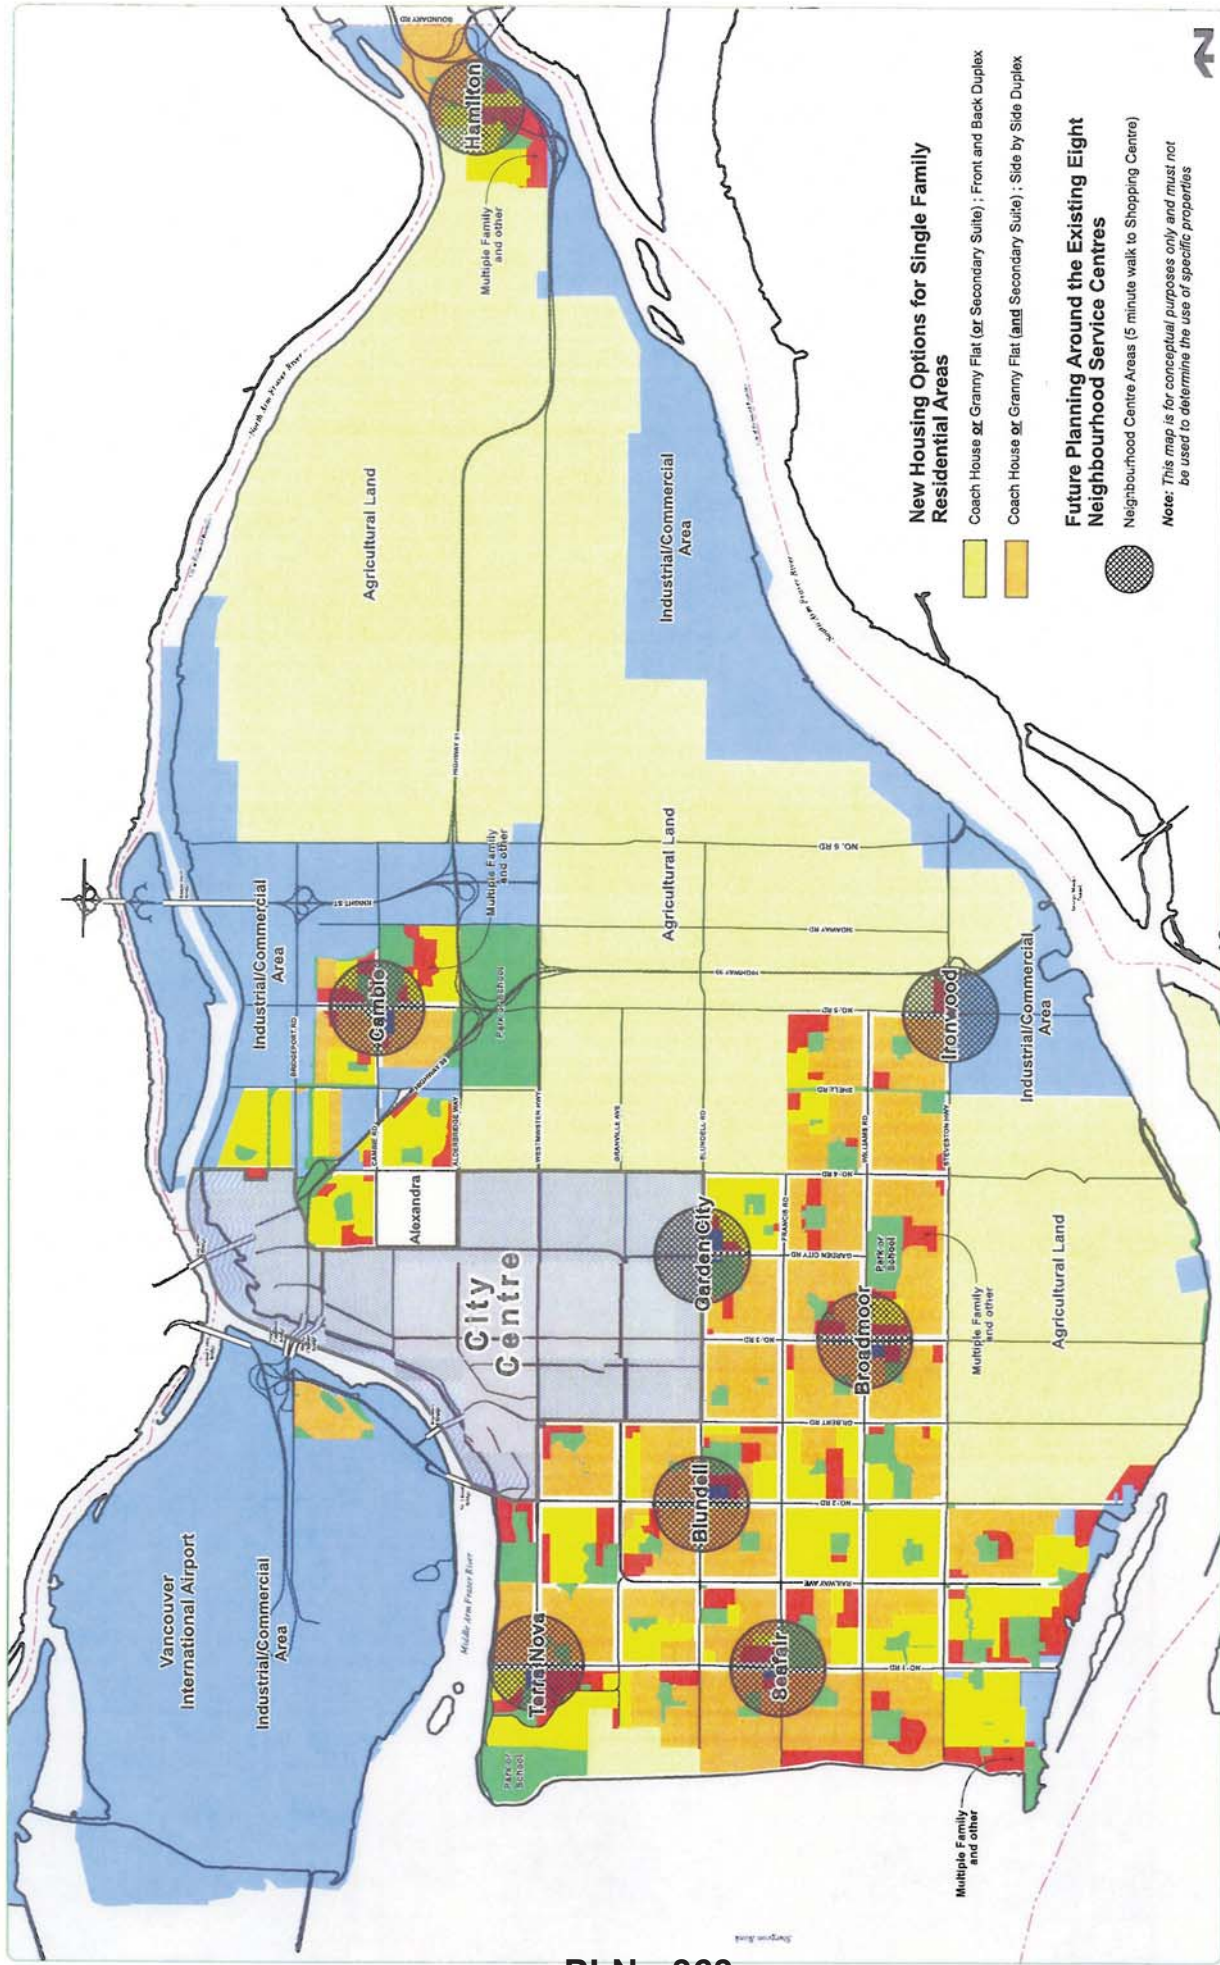 BOUNDARY RD
Hamilton
Multiple Family
and other
North Arm Fraser River
Agricultural Land
Industrial/Commercial
Area
South Arm Fraser River
HIGHWAY 91
Industrial/Commercial
Area
KNIGHT ST
Multiple Family
and other
Agricultural Land
NO. 6 RD
SIDAWAY RD
HIGHWAY 99
Cambie
Park or School
BRIDGEPORT RD
HIGHWAY 99
NO. 5 RD
Ironwood
Industrial/Commercial
Area
SHELL RD
CAMBIE RD
ALDERBRIDGE WAY
WESTMINSTER HWY
GRANVILLE AVE
BLUNDELL RD
FRANCIS RD
WILLIAMS RD
STEVESTON HWY
NO. 4 RD
Alexandra
City
Centre
Garden City
GARDEN CITY RD
Park or
School
Broadmoor
NO. 3 RD
Multiple Family
and other
Agricultural Land
GILBERT RD
Blundell
NO. 2 RD
RAILWAY AVE
Vancouver
International Airport
Industrial/Commercial
Area
Middle Arm Fraser River
Terra Nova
Seafair
NO. 1 RD
Park or
School
Multiple Family
and other
Sturgeon Bank
New Housing Options for Single Family
Residential Areas
Coach House or Granny Flat (or Secondary Suite) ; Front and Back Duplex
Coach House or Granny Flat (and Secondary Suite) ; Side by Side Duplex
Future Planning Around the Existing Eight
Neighbourhood Service Centres
Neighbourhood Centre Areas (5 minute walk to Shopping Centre)
Note: This map is for conceptual purposes only and must not
be used to determine the use of specific properties
N